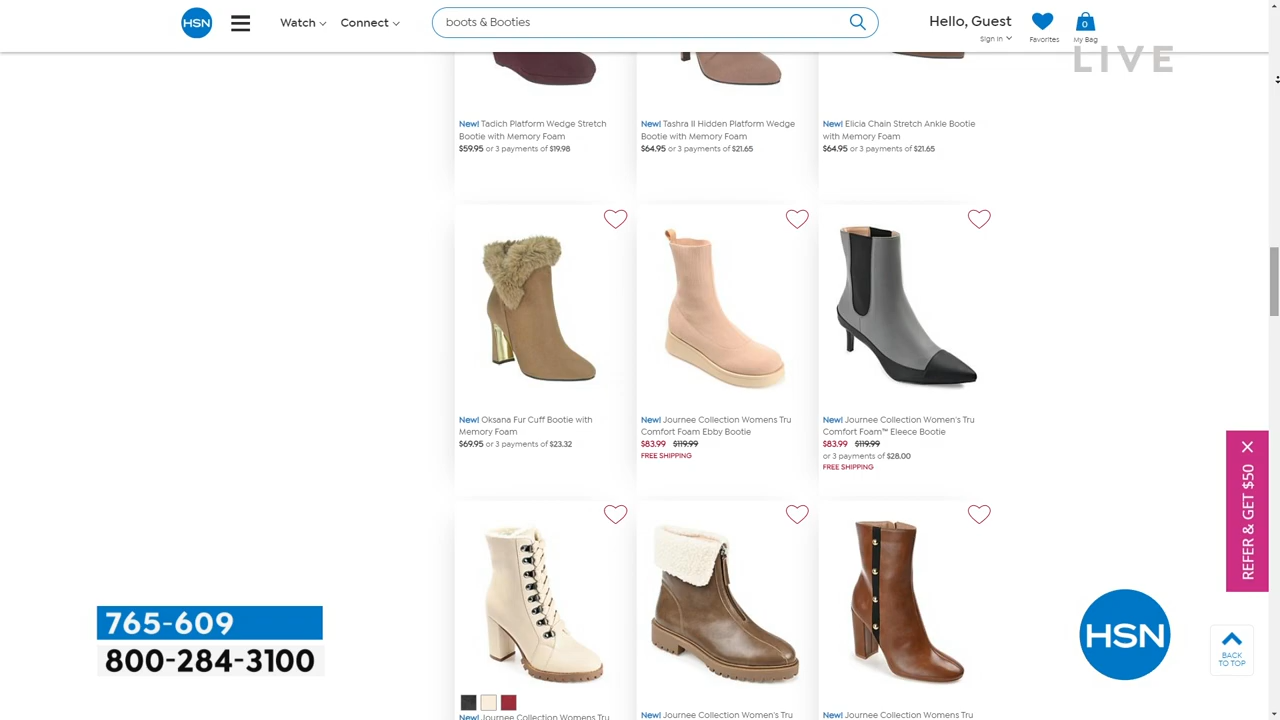 HSN
Watch
Connect
boots & Booties
Hello, Guest
Sign In
Favorites
0
My Bag
LIVE
New! Tadich Platform Wedge Stretch
Bootie with Memory Foam
$59.95 or 3 payments of $19.98
New! Tashra II Hidden Platform Wedge
Bootie with Memory Foam
$64.95 or 3 payments of $21.65
New! Elicia Chain Stretch Ankle Bootie
with Memory Foam
$64.95 or 3 payments of $21.65
New! Oksana Fur Cuff Bootie with
Memory Foam
$69.95 or 3 payments of $23.32
New! Journee Collection Womens Tru
Comfort Foam Ebby Bootie
$83.99 $119.99
FREE SHIPPING
New! Journee Collection Women's Tru
Comfort Foam™ Eleece Bootie
$83.99 $119.99
or 3 payments of $28.00
FREE SHIPPING
REFER & GET $50
New! Journee Collection Womens Tru
New! Journee Collection Women's Tru
New! Journee Collection Womens Tru
765-609
800-284-3100
HSN
BACK
TO TOP